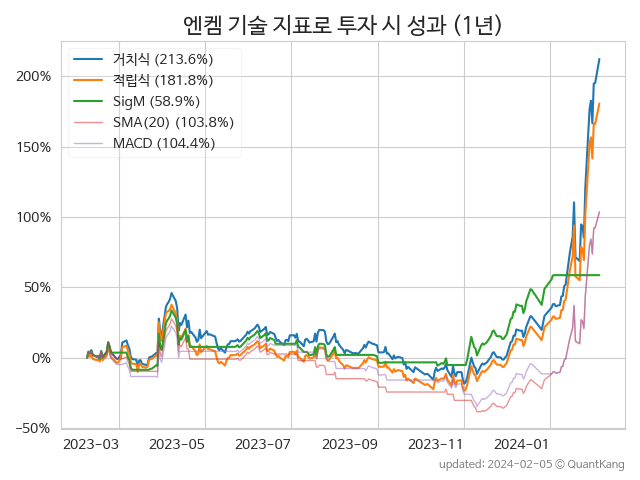 엔켐 기술 지표로 투자 시 성과 (1년)
거치식 (213.6%)
적립식 (181.8%)
SigM (58.9%)
SMA(20) (103.8%)
MACD (104.4%)
200%
150%
100%
50%
0%
−50%
2023-03 2023-05 2023-07 2023-09 2023-11 2024-01
updated: 2024-02-05 © QuantKang